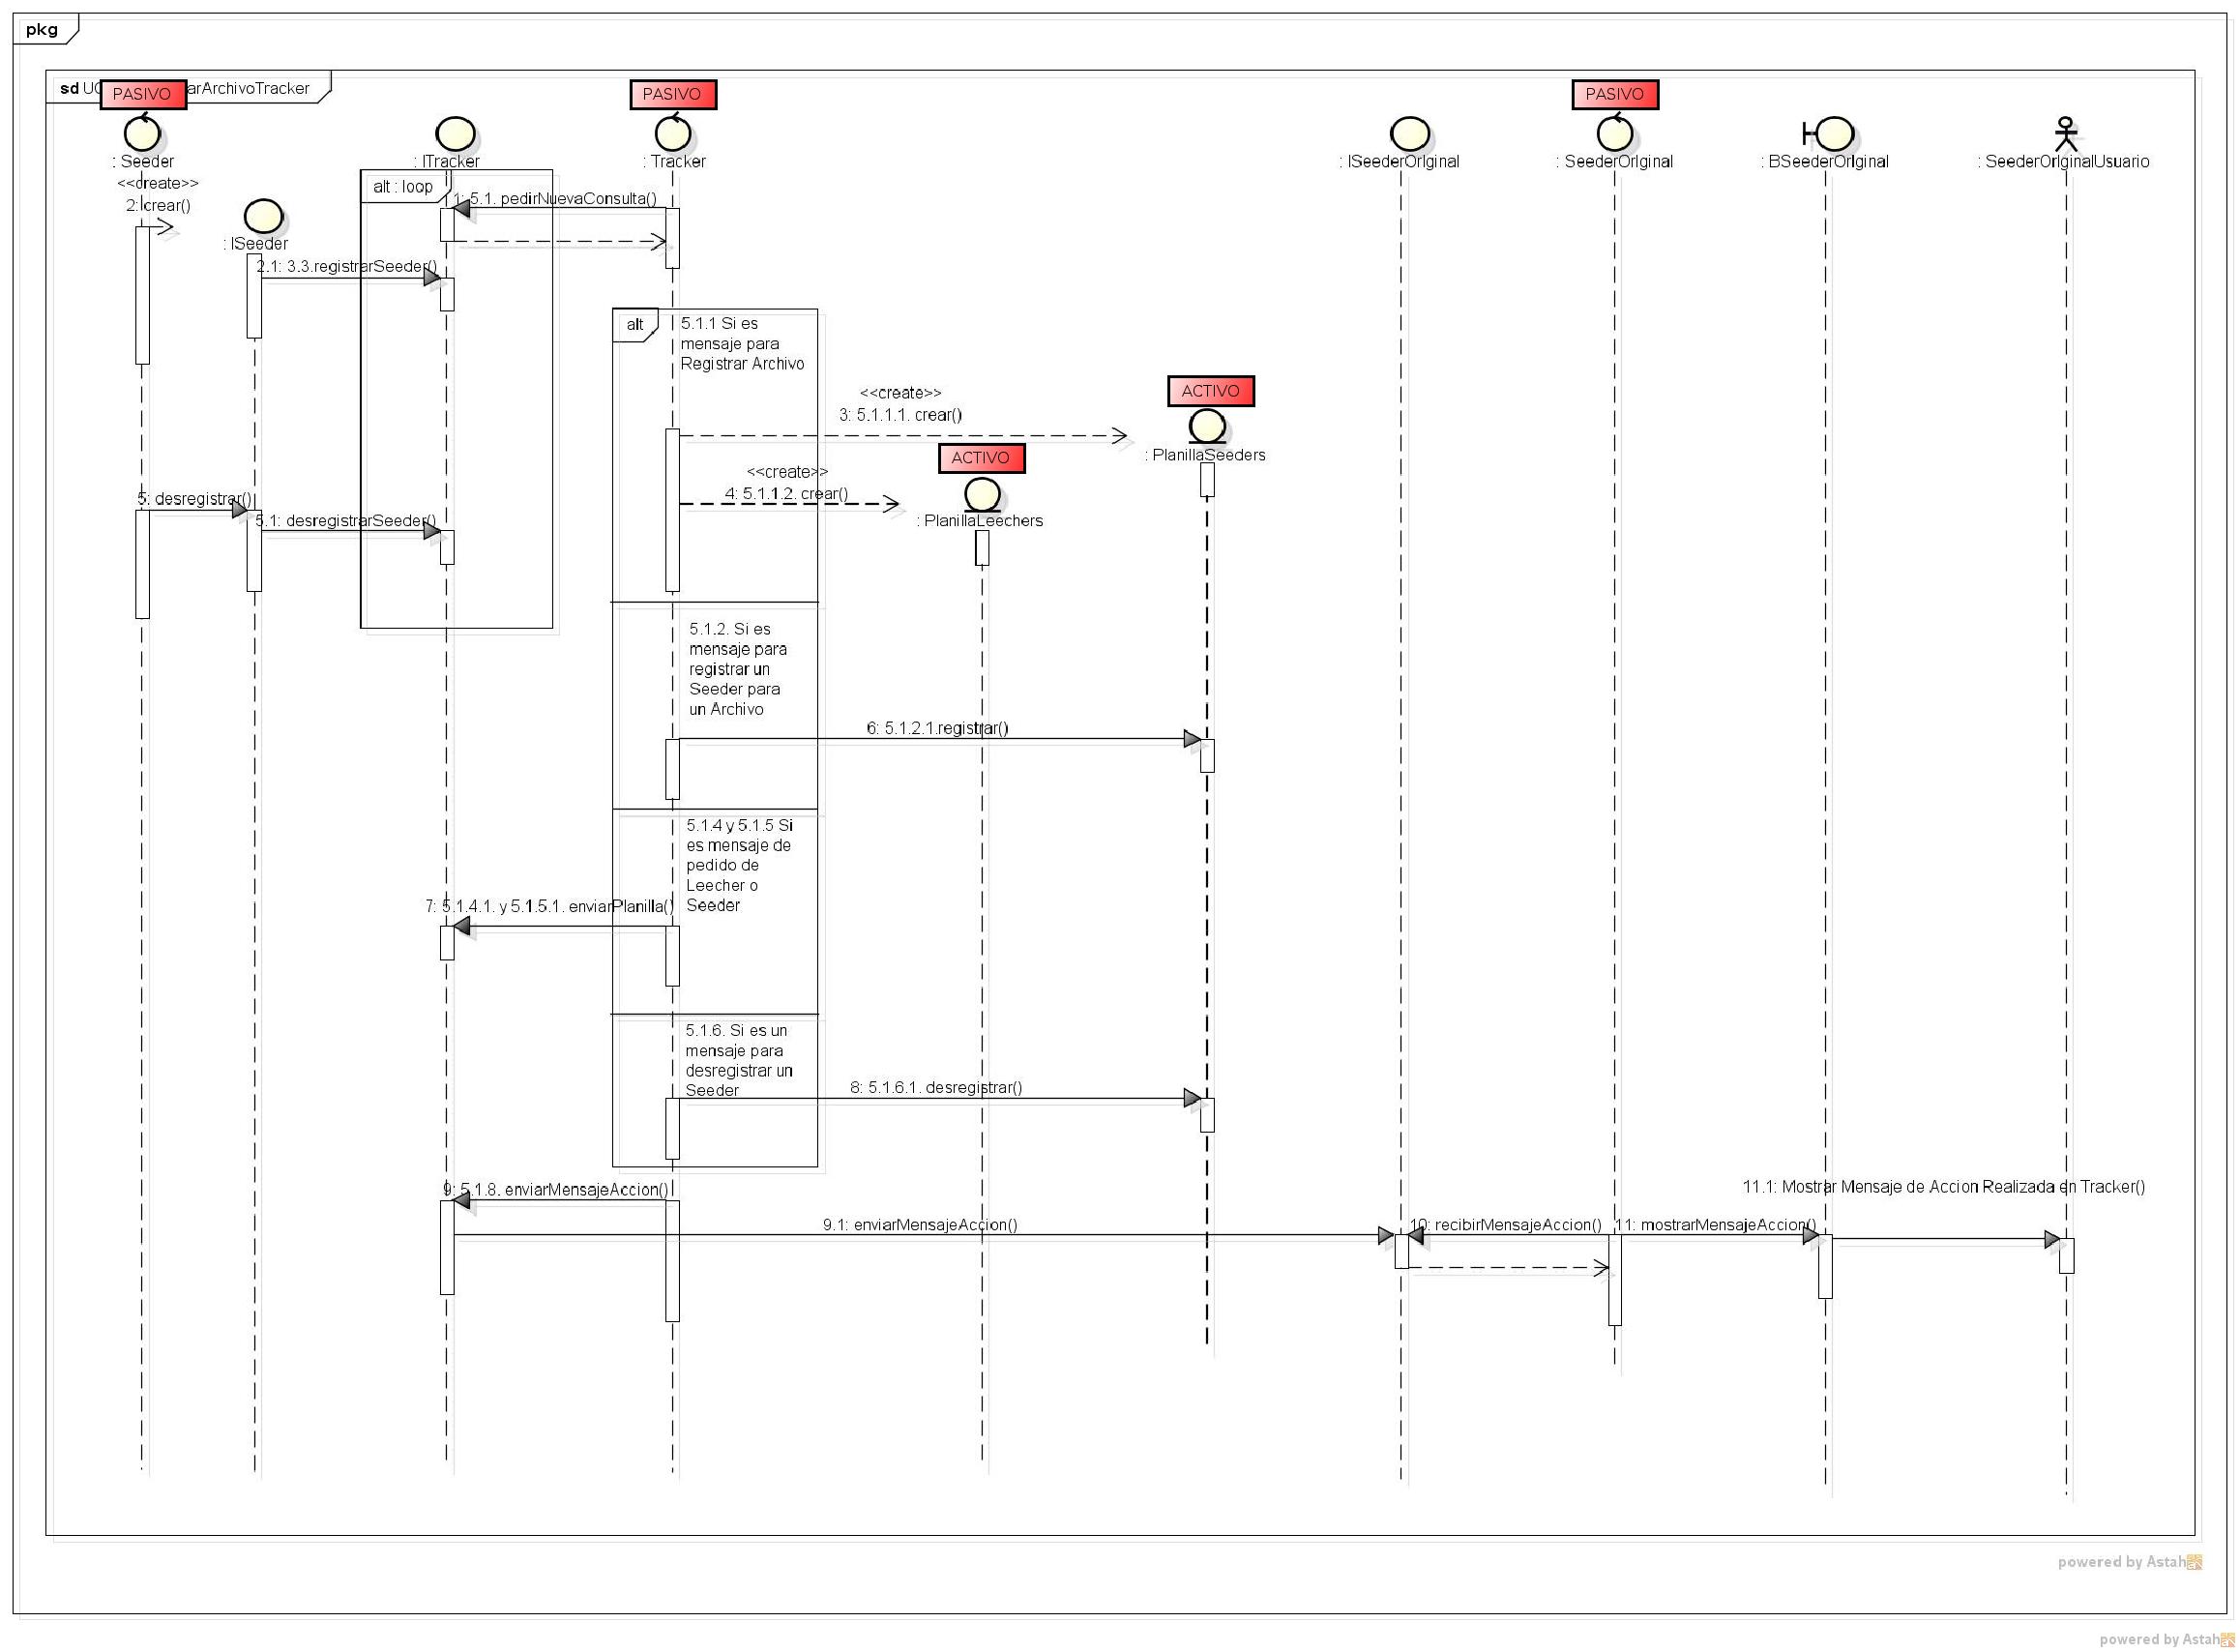 pkg
sd UC arArchivoTracker
PASIVO
PASIVO
PASIVO
: Seeder
: ITracker
: Tracker
: ISeederOriginal
: SeederOriginal
: BSeederOriginal
: SeederOriginalUsuario
<<create>>
2: crear()
alt : loop
1: 5.1. pedirNuevaConsulta()
: ISeeder
2.1: 3.3.registrarSeeder()
alt
5.1.1 Si es
mensaje para
Registrar Archivo
<<create>>
3: 5.1.1.1. crear()
ACTIVO
: PlanillaSeeders
ACTIVO
<<create>>
4: 5.1.1.2. crear()
: PlanillaLeechers
5: desregistrar()
5.1: desregistrarSeeder()
5.1.2. Si es
mensaje para
registrar un
Seeder para
un Archivo
6: 5.1.2.1.registrar()
5.1.4 y 5.1.5 Si
es mensaje de
pedido de
Leecher o
Seeder
7: 5.1.4.1. y 5.1.5.1. enviarPlanilla()
5.1.6. Si es un
mensaje para
desregistrar un
Seeder
8: 5.1.6.1. desregistrar()
9: 5.1.8. enviarMensajeAccion()
11.1: Mostrar Mensaje de Accion Realizada en Tracker()
9.1: enviarMensajeAccion()
10: recibirMensajeAccion()
11: mostrarMensajeAccion()
powered by Astah
powered by Astah